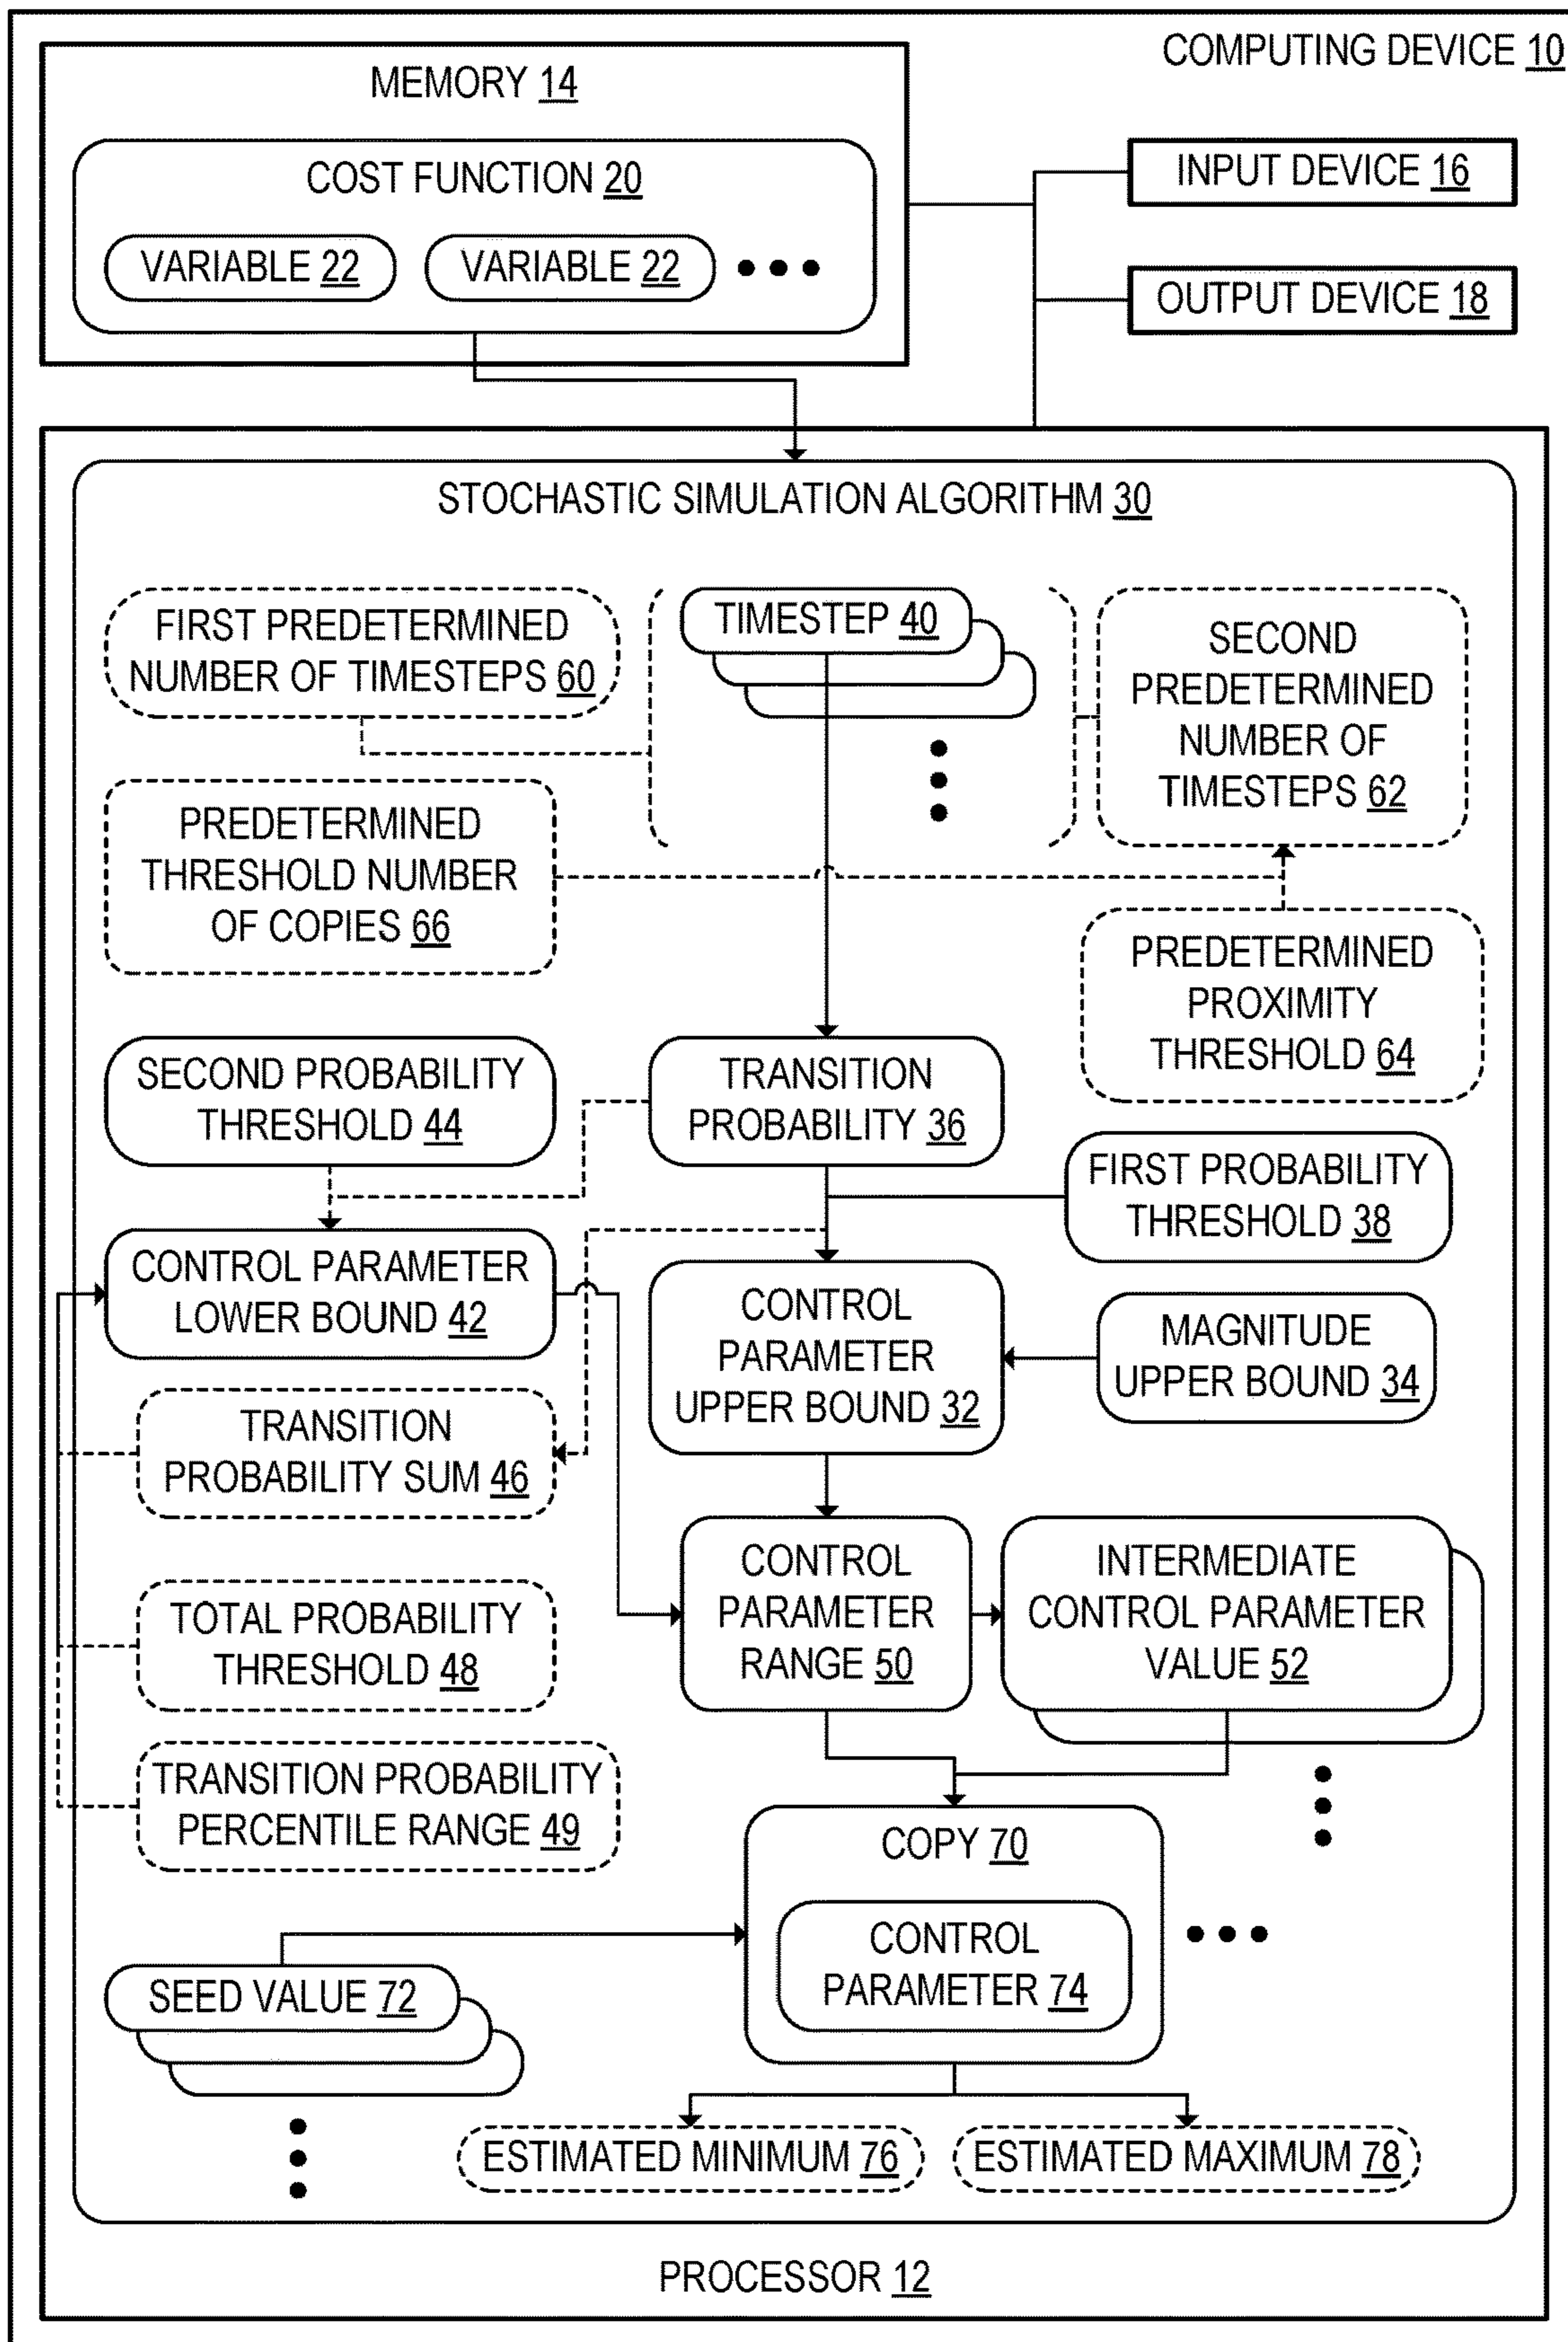 COMPUTING DEVICE 10
MEMORY 14
COST FUNCTION 20
VARIABLE 22
VARIABLE 22
INPUT DEVICE 16
OUTPUT DEVICE 18
STOCHASTIC SIMULATION ALGORITHM 30
FIRST PREDETERMINED
NUMBER OF TIMESTEPS 60
TIMESTEP 40
SECOND
PREDETERMINED
NUMBER OF
TIMESTEPS 62
PREDETERMINED
THRESHOLD NUMBER
OF COPIES 66
PREDETERMINED
PROXIMITY
THRESHOLD 64
SECOND PROBABILITY
THRESHOLD 44
TRANSITION
PROBABILITY 36
FIRST PROBABILITY
THRESHOLD 38
CONTROL PARAMETER
LOWER BOUND 42
CONTROL
PARAMETER
UPPER BOUND 32
MAGNITUDE
UPPER BOUND 34
TRANSITION
PROBABILITY SUM 46
CONTROL
PARAMETER
RANGE 50
INTERMEDIATE
CONTROL PARAMETER
VALUE 52
TOTAL PROBABILITY
THRESHOLD 48
TRANSITION PROBABILITY
PERCENTILE RANGE 49
COPY 70
CONTROL
PARAMETER 74
SEED VALUE 72
ESTIMATED MINIMUM 76
ESTIMATED MAXIMUM 78
PROCESSOR 12